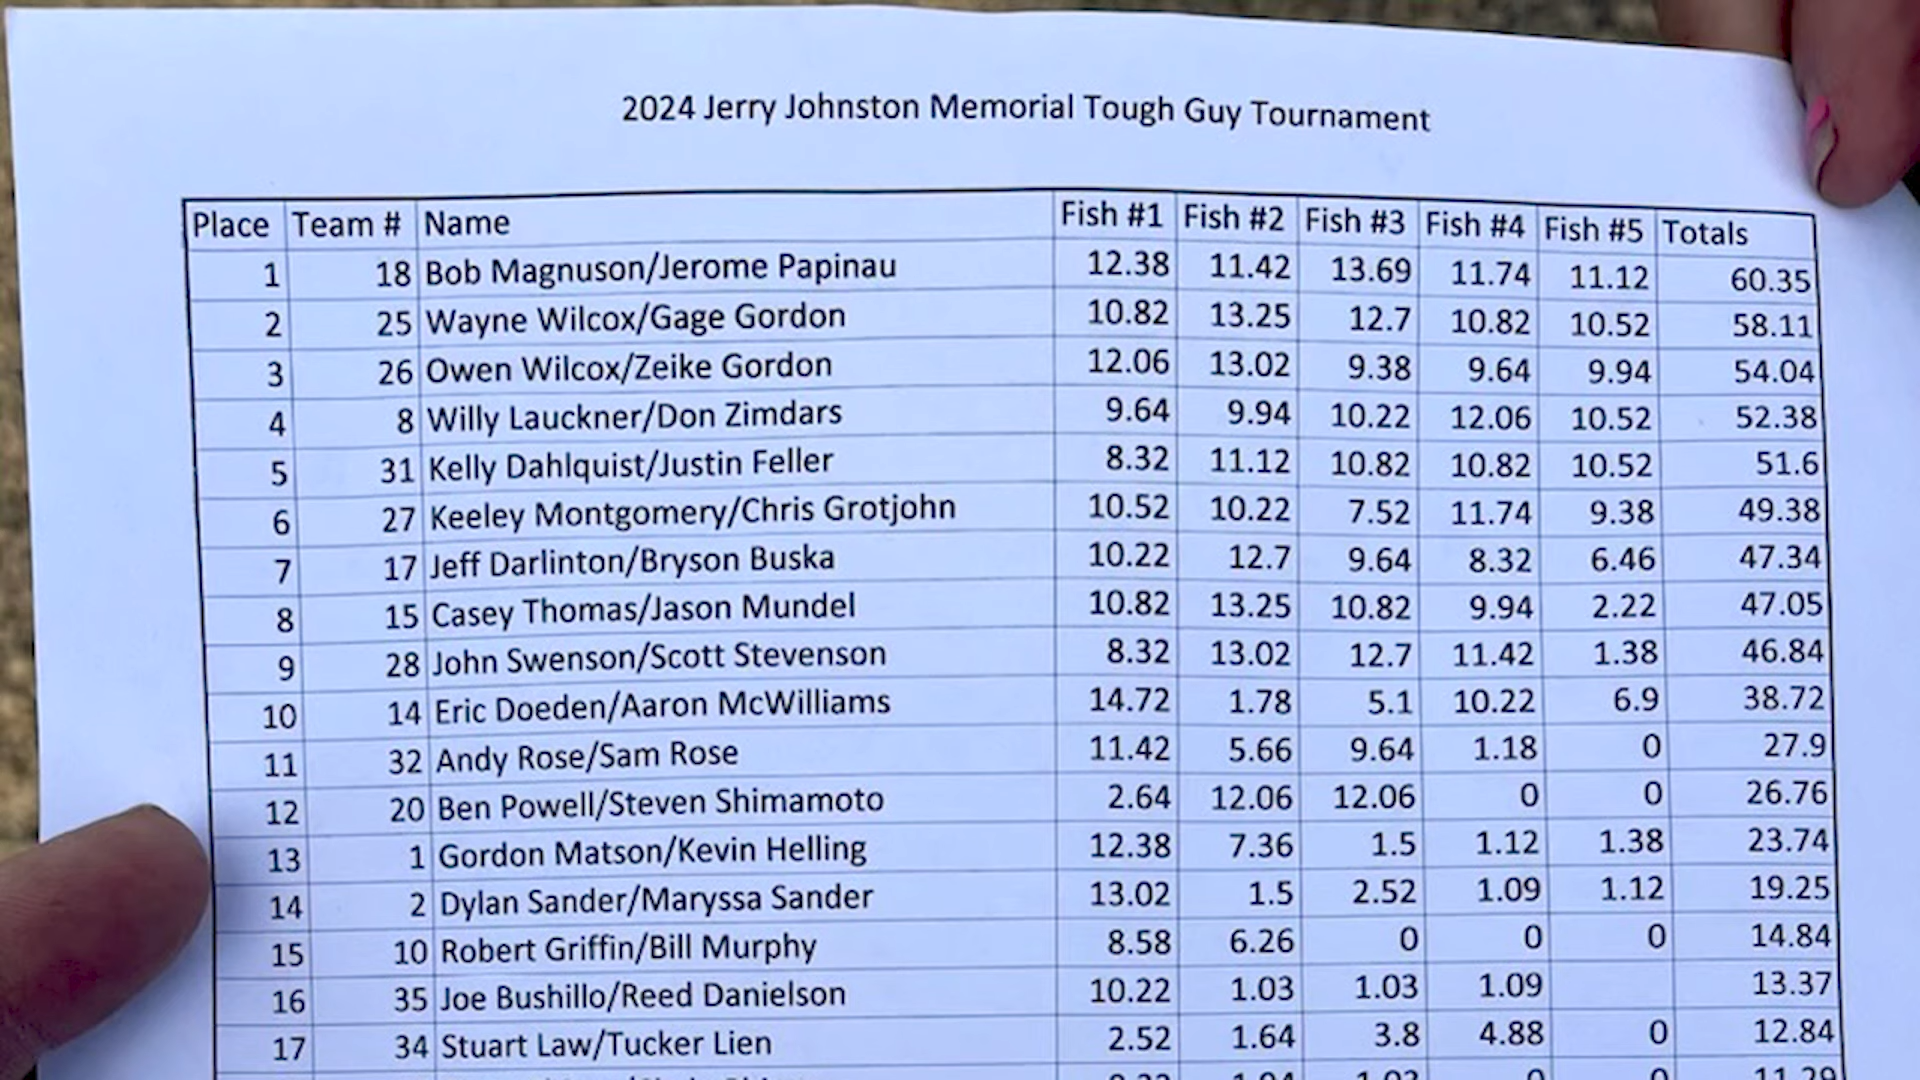 2024 Jerry Johnston Memorial Tough Guy Tournament
Place Team # Name Fish #1 Fish #2 Fish #3 Fish #4 Fish #5 Totals
1 18 Bob Magnuson/Jerome Papinau 12.38 11.42 13.69 11.74 11.12 60.35
2 25 Wayne Wilcox/Gage Gordon 10.82 13.25 12.7 10.82 10.52 58.11
3 26 Owen Wilcox/Zeike Gordon 12.06 13.02 9.38 9.64 9.94 54.04
4 8 Willy Lauckner/Don Zimdars 9.64 9.94 10.22 12.06 10.52 52.38
5 31 Kelly Dahlquist/Justin Feller 8.32 11.12 10.82 10.82 10.52 51.6
6 27 Keeley Montgomery/Chris Grotjohn 10.52 10.22 7.52 11.74 9.38 49.38
7 17 Jeff Darlinton/Bryson Buska 10.22 12.7 9.64 8.32 6.46 47.34
8 15 Casey Thomas/Jason Mundel 10.82 13.25 10.82 9.94 2.22 47.05
9 28 John Swenson/Scott Stevenson 8.32 13.02 12.7 11.42 1.38 46.84
10 14 Eric Doeden/Aaron McWilliams 14.72 1.78 5.1 10.22 6.9 38.72
11 32 Andy Rose/Sam Rose 11.42 5.66 9.64 1.18 0 27.9
12 20 Ben Powell/Steven Shimamoto 2.64 12.06 12.06 0 0 26.76
13 1 Gordon Matson/Kevin Helling 12.38 7.36 1.5 1.12 1.38 23.74
14 2 Dylan Sander/Maryssa Sander 13.02 1.5 2.52 1.09 1.12 19.25
15 10 Robert Griffin/Bill Murphy 8.58 6.26 0 0 0 14.84
16 35 Joe Bushillo/Reed Danielson 10.22 1.03 1.03 1.09 13.37
17 34 Stuart Law/Tucker Lien 2.52 1.64 3.8 4.88 0 12.84
0 0 11.29